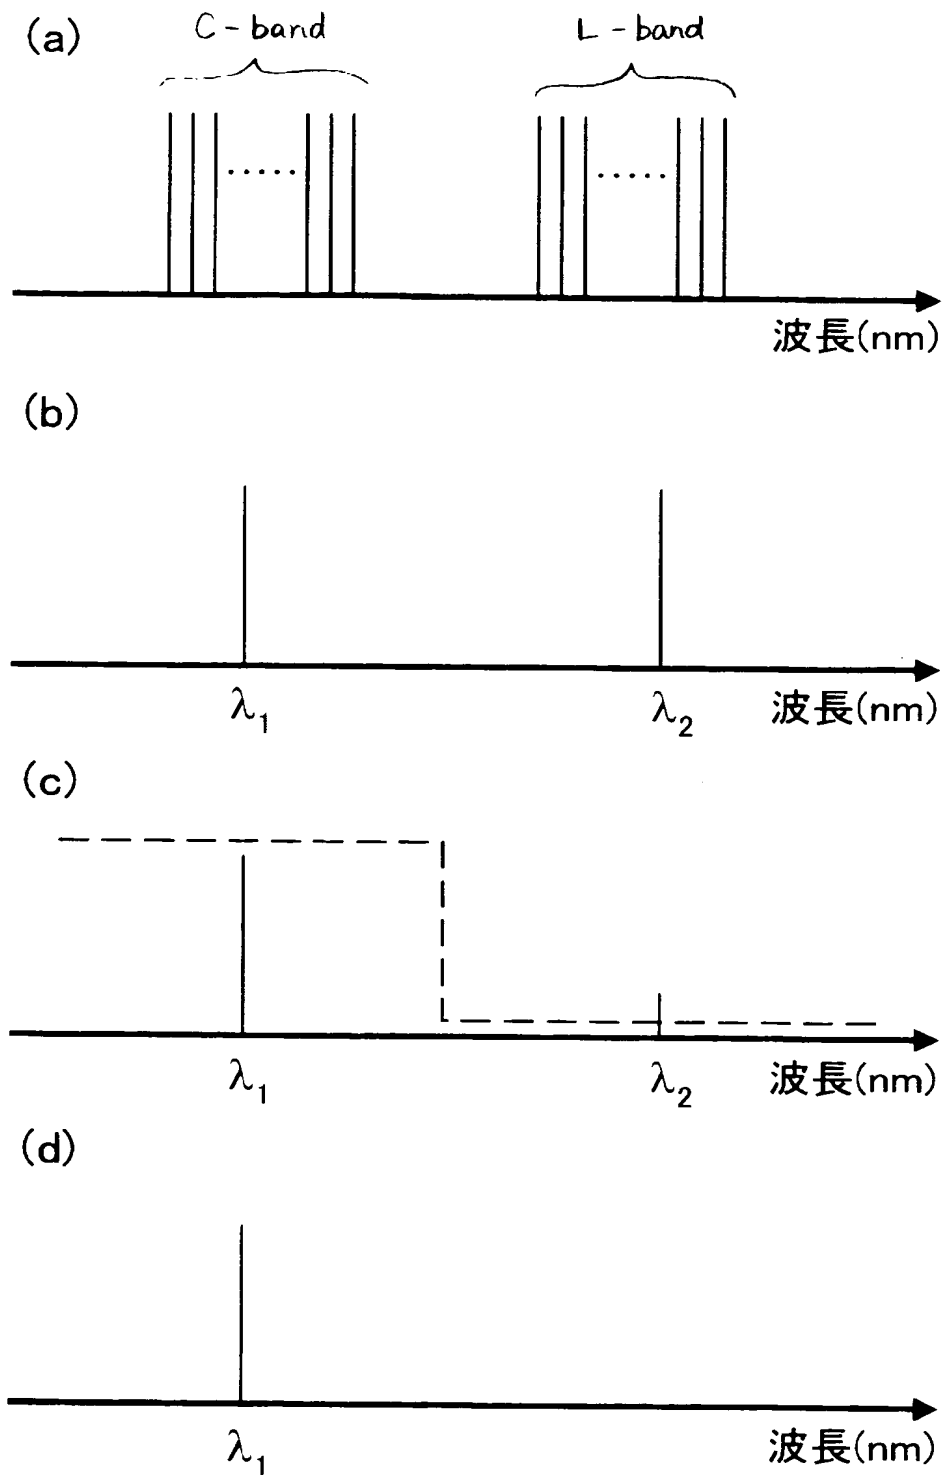 (a)
C - band
L - band
.....
.....
波長(nm)
(b)
λ₁
λ₂
波長(nm)
(c)
λ₁
λ₂
波長(nm)
(d)
λ₁
波長(nm)